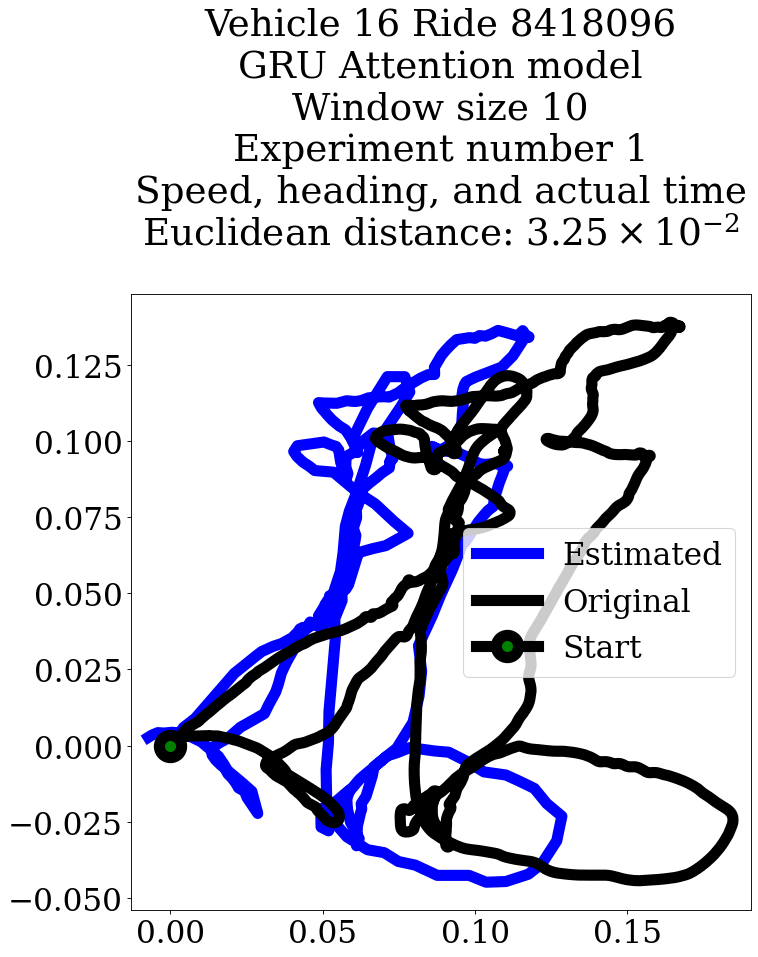 Vehicle 16 Ride 8418096
GRU Attention model
Window size 10
Experiment number 1
Speed, heading, and actual time
Euclidean distance: 3.25 × 10⁻²
0.125
0.100
0.075
0.050
0.025
0.000
−0.025
−0.050
Estimated
Original
Start
0.00 0.05 0.10 0.15